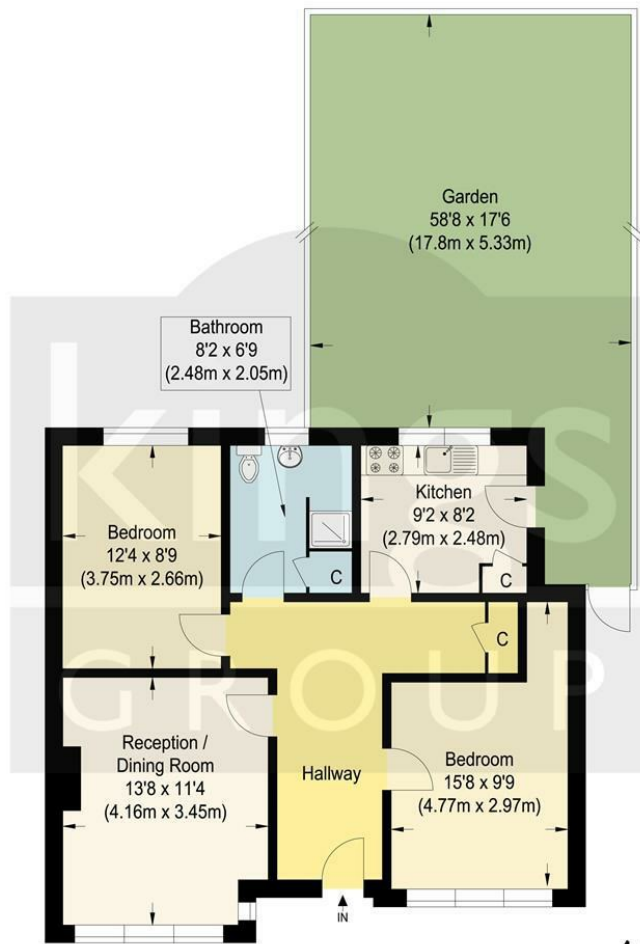 Garden
58'8 x 17'6
(17.8m x 5.33m)
Bathroom
8'2 x 6'9
(2.48m x 2.05m)
kings
GROUP
Bedroom
12'4 x 8'9
(3.75m x 2.66m)
Kitchen
9'2 x 8'2
(2.79m x 2.48m)
C
C
C
Reception /
Dining Room
13'8 x 11'4
(4.16m x 3.45m)
Hallway
Bedroom
15'8 x 9'9
(4.77m x 2.97m)
IN